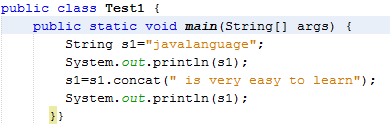 public class Test1 {
public static void main(String[] args) {
String s1="javalanguage";
System.out.println(s1);
s1=s1.concat(" is very easy to learn");
System.out.println(s1);
}}